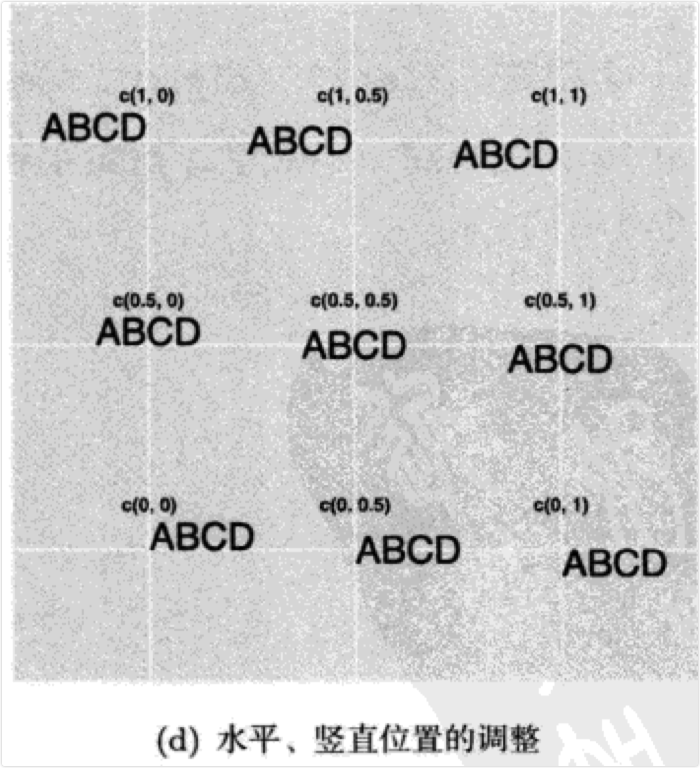 c(1, 0) c(1, 0.5) c(1, 1)
ABCD ABCD ABCD
c(0.5, 0) c(0.5, 0.5) c(0.5, 1)
ABCD ABCD ABCD
c(0, 0) c(0, 0.5) c(0, 1)
ABCD ABCD ABCD
(d) 水平、竖直位置的调整